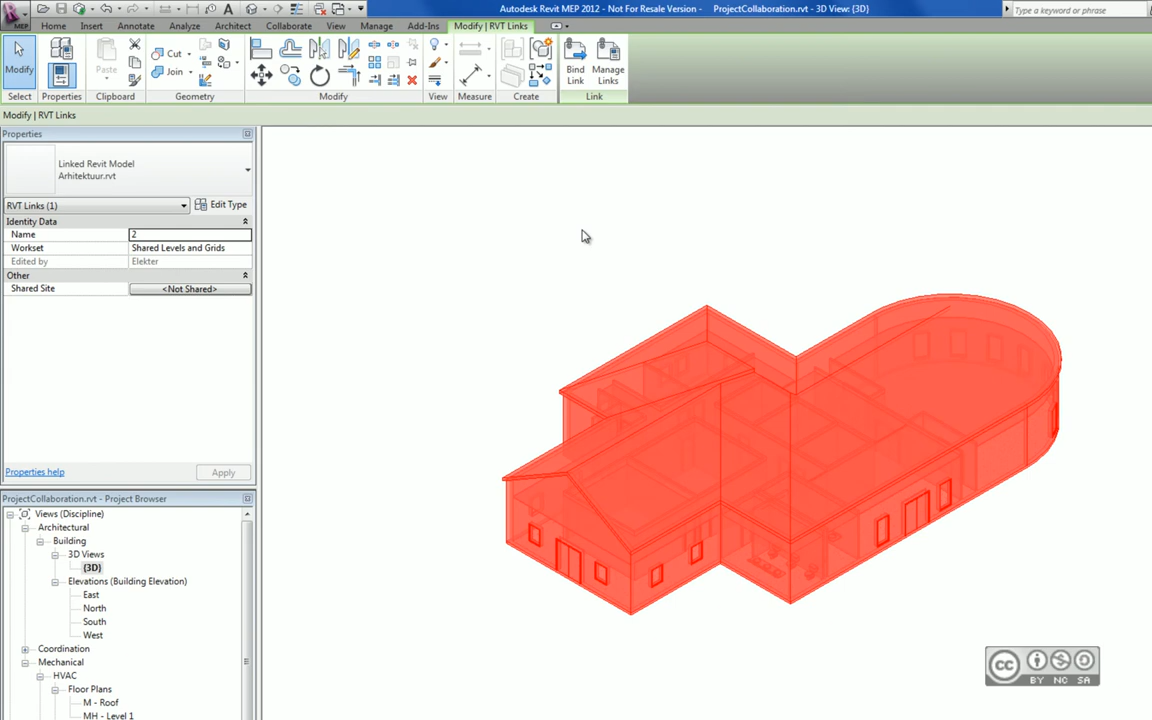 Autodesk Revit MEP 2012 - Not For Resale Version - ProjectCollaboration.rvt - 3D View: {3D}
Type a keyword or phrase
MEP
Home Insert Annotate Analyze Architect Collaborate View Manage Add-Ins Modify | RVT Links
Modify Paste Cut Join Bind Link Manage Links
Select Properties Clipboard Geometry Modify View Measure Create Link
Modify | RVT Links
Properties
Linked Revit Model
Arhitektuur.rvt
RVT Links (1) Edit Type
Identity Data
Name 2
Workset Shared Levels and Grids
Edited by Elekter
Other
Shared Site <Not Shared>
Properties help Apply
ProjectCollaboration.rvt - Project Browser
Views (Discipline)
Architectural
Building
3D Views
{3D}
Elevations (Building Elevation)
East
North
South
West
Coordination
Mechanical
HVAC
Floor Plans
M - Roof
MH - Level 1
cc
BY NC SA